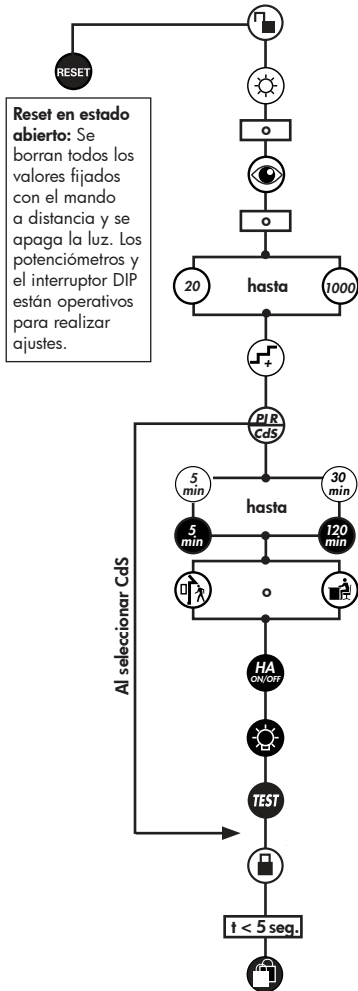 RESET
Reset en estado
abierto: Se
borran todos los
valores fijados
con el mando
a distancia y se
apaga la luz. Los
potenciómetros y
el interruptor DIP
están operativos
para realizar
ajustes.
o
o
20 hasta 1000
+
PIR
CdS
5
min
30
min
hasta
5
min
120
min
o
Al seleccionar CdS
HA
ON/OFF
TEST
t < 5 seg.